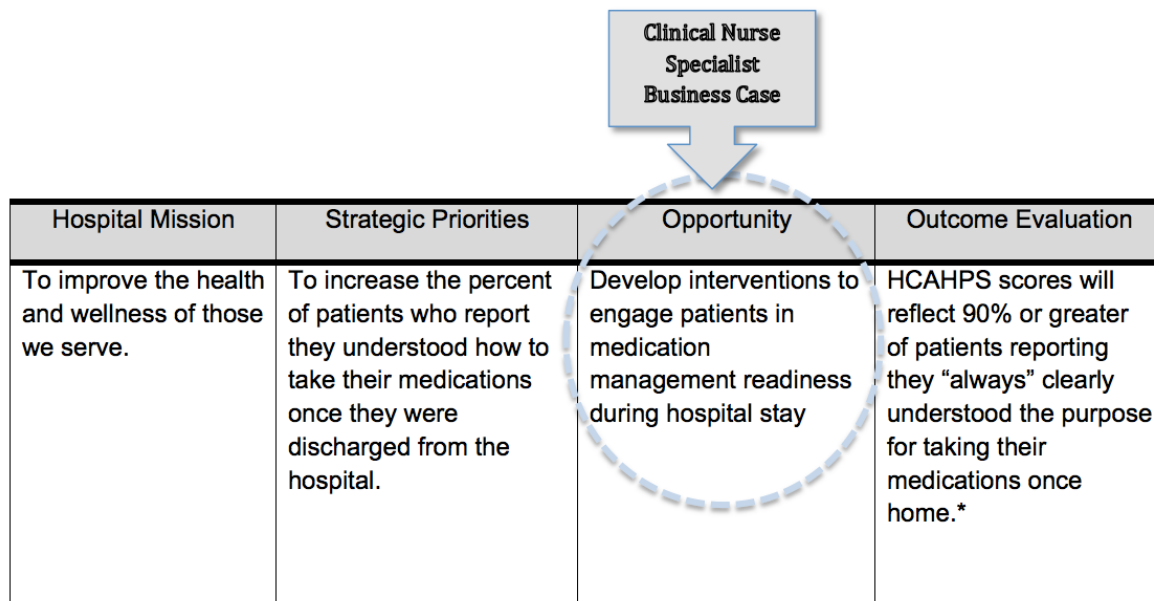 Clinical Nurse
Specialist
Business Case
Hospital Mission
Strategic Priorities
Opportunity
Outcome Evaluation
To improve the health
and wellness of those
we serve.
To increase the percent
of patients who report
they understood how to
take their medications
once they were
discharged from the
hospital.
Develop interventions to
engage patients in
medication
management readiness
during hospital stay
HCAHPS scores will
reflect 90% or greater
of patients reporting
they “always” clearly
understood the purpose
for taking their
medications once
home.*